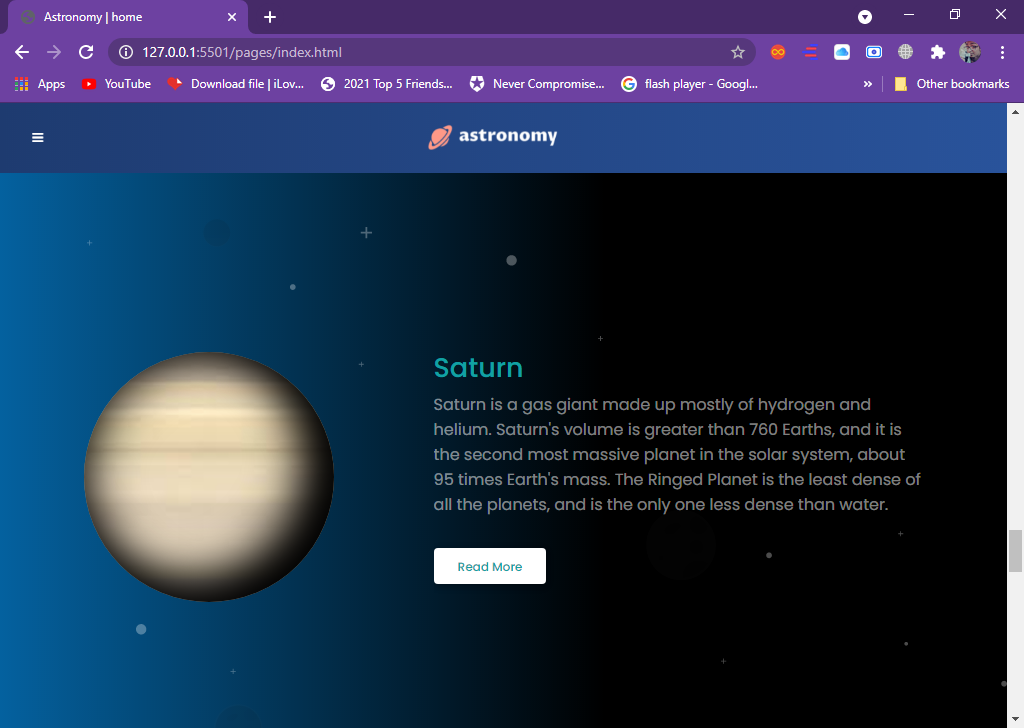 Astronomy | home
127.0.0.1:5501/pages/index.html
Apps
YouTube
Download file | iLov...
2021 Top 5 Friends...
Never Compromise...
flash player - Googl...
»
Other bookmarks
astronomy
Saturn
Saturn is a gas giant made up mostly of hydrogen and
helium. Saturn's volume is greater than 760 Earths, and it is
the second most massive planet in the solar system, about
95 times Earth's mass. The Ringed Planet is the least dense of
all the planets, and is the only one less dense than water.
Read More